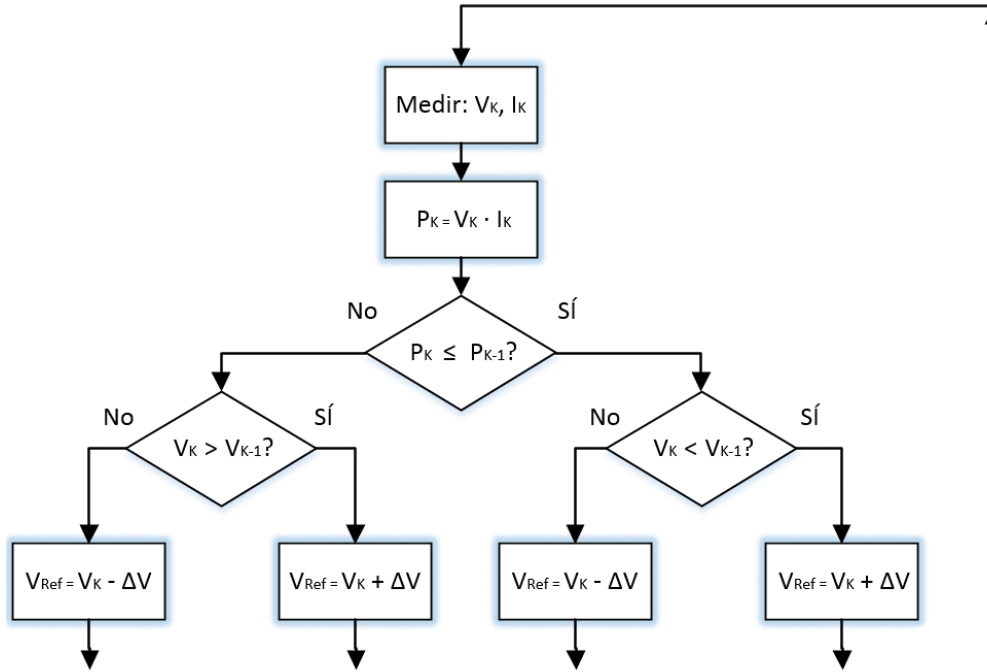 Medir: VK, IK
PK = VK · IK
No
SÍ
PK ≤ PK-1?
No
SÍ
No
SÍ
VK > VK-1?
VK < VK-1?
VRef = VK - ΔV
VRef = VK + ΔV
VRef = VK - ΔV
VRef = VK + ΔV